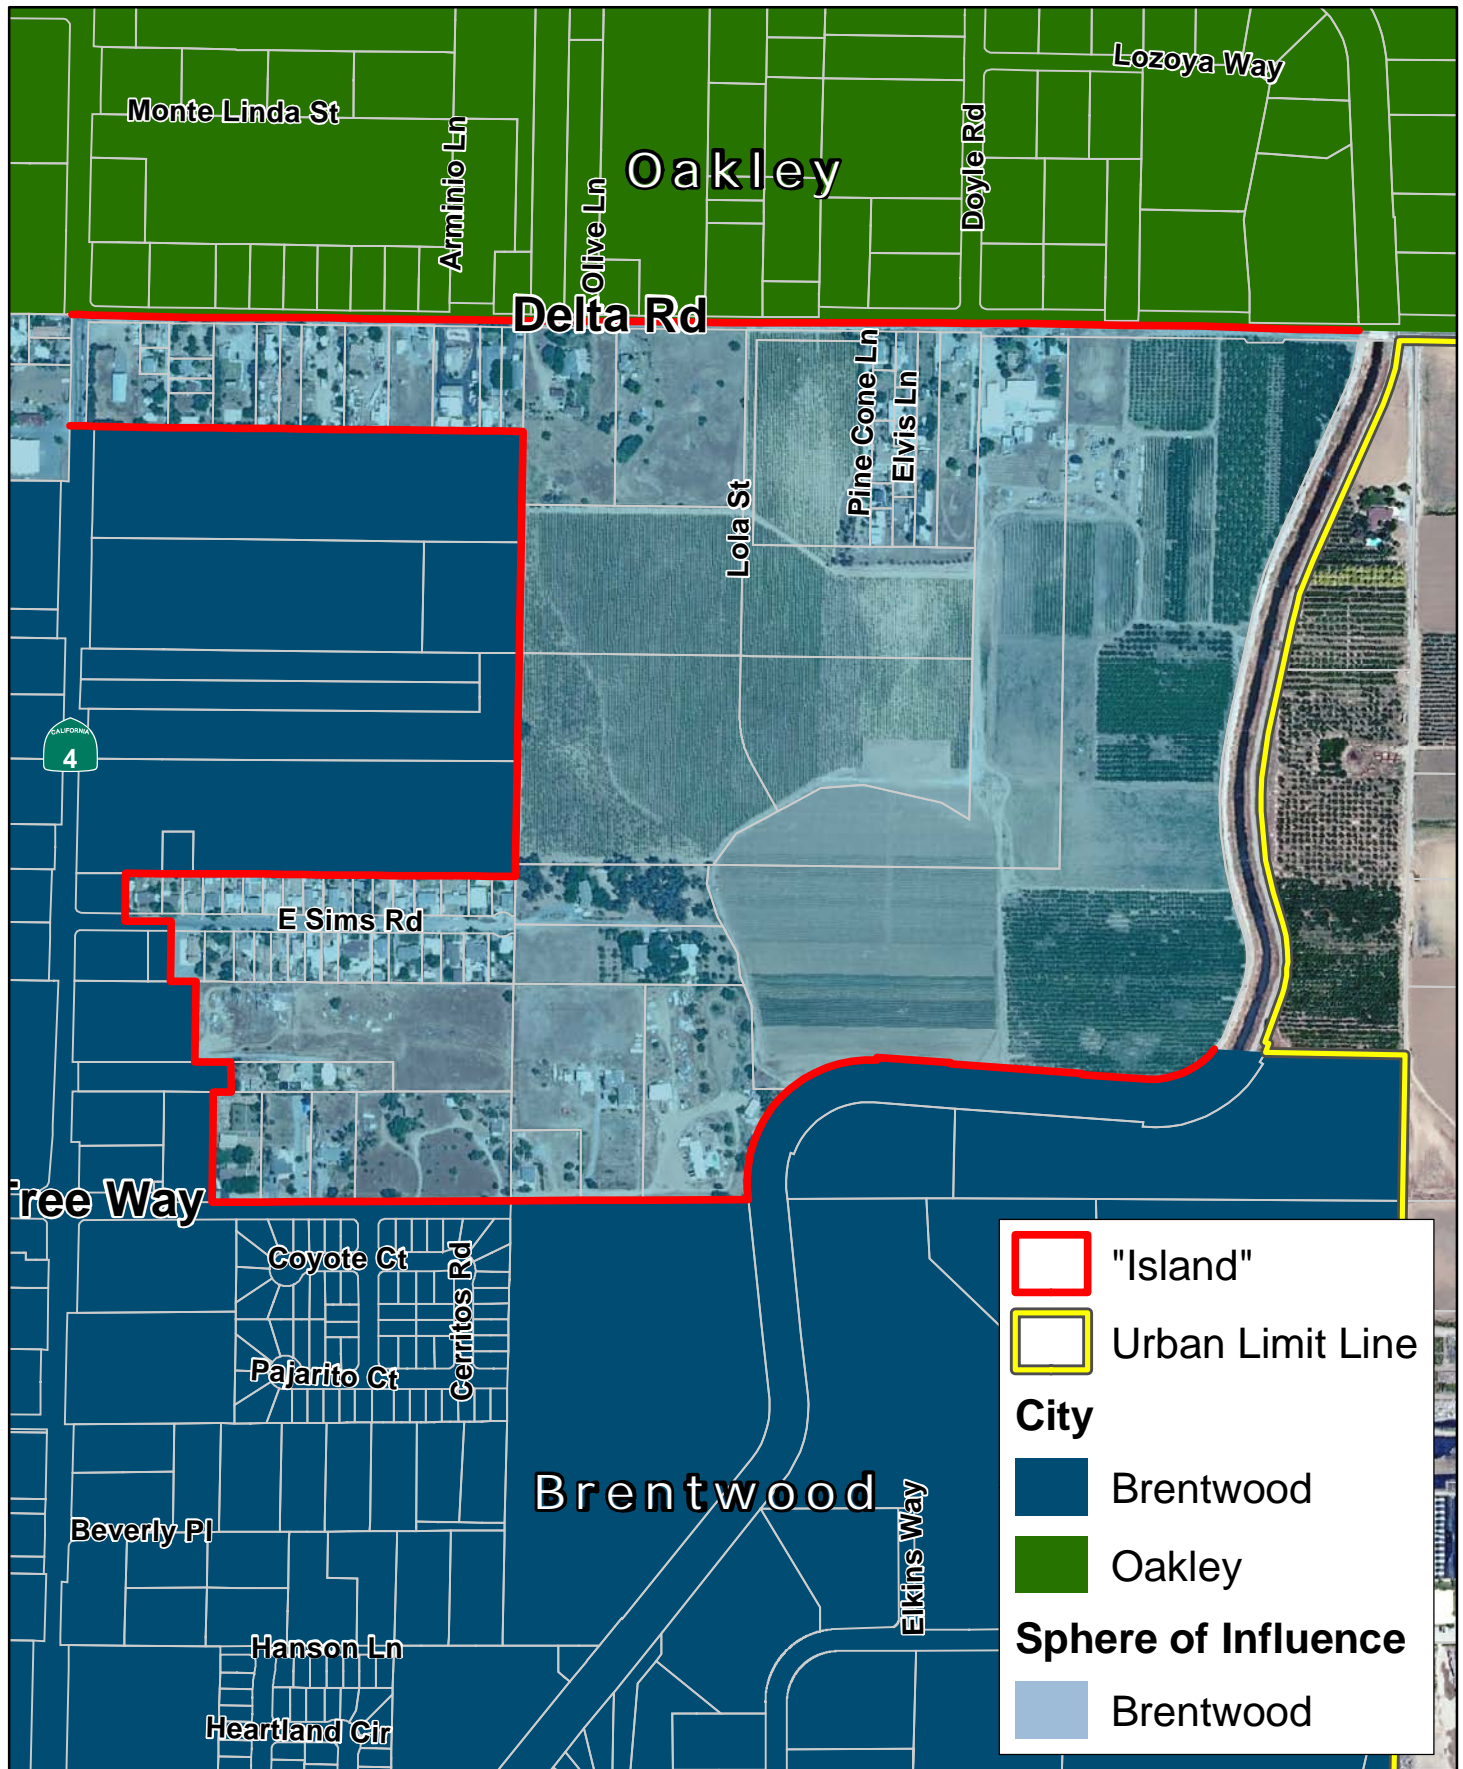 Lozoya Way
Monte Linda St
Arminio Ln
Oakley
Doyle Rd
Olive Ln
Delta Rd
Pine Cone Ln
Elvis Ln
Lola St
CALIFORNIA
4
E Sims Rd
Tree Way
"Island"
Coyote Ct
Cerritos Rd
Urban Limit Line
Pajarito Ct
City
Brentwood
Brentwood
Elkins Way
Beverly Pl
Oakley
Hanson Ln
Sphere of Influence
Heartland Cir
Brentwood